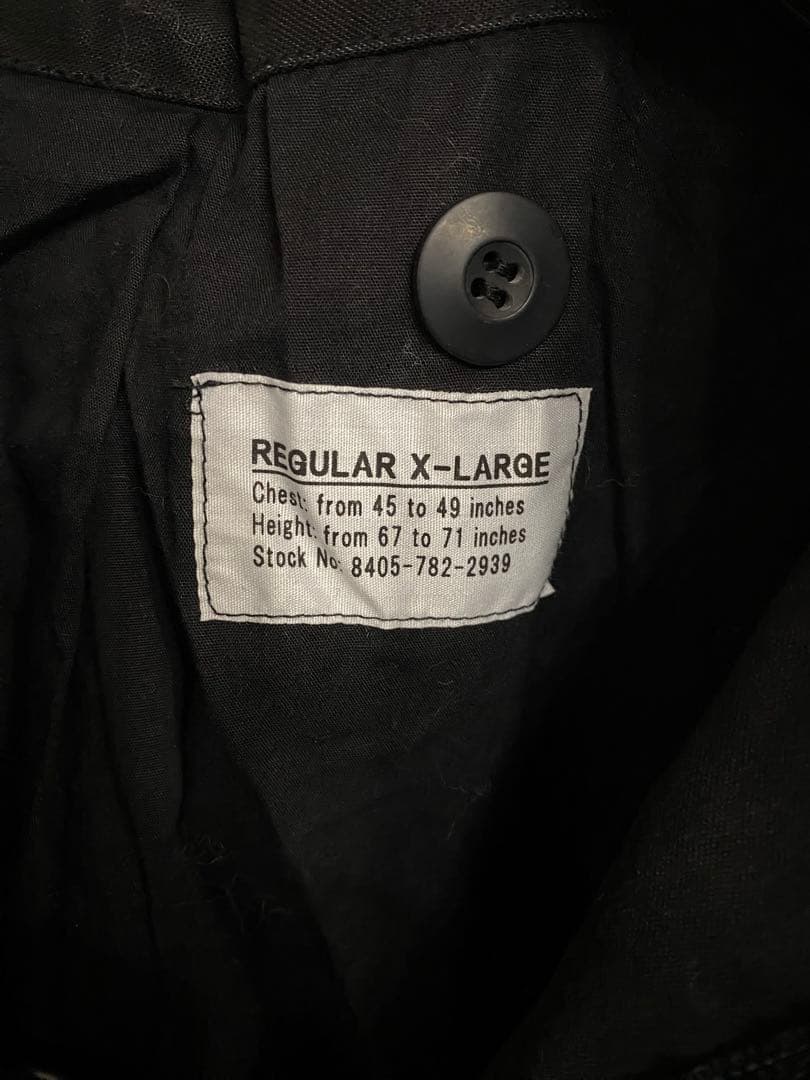 REGULAR X-LARGE
Chest: from 45 to 49 inches
Height: from 67 to 71 inches
Stock No: 8405-782-2939